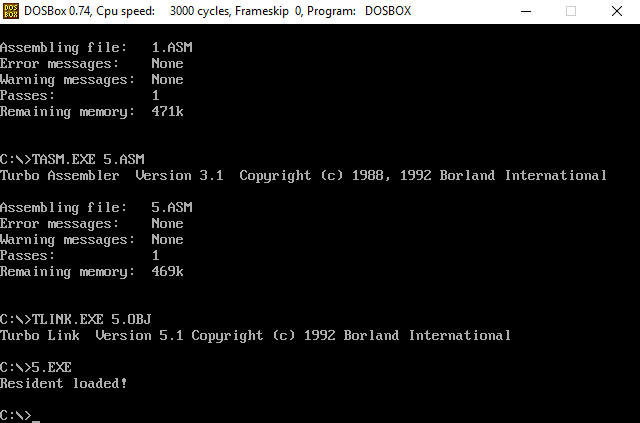 DOS BOX DOSBox 0.74, Cpu speed: 3000 cycles, Frameskip 0, Program: DOSBOX
Assembling file: 1.ASM
Error messages: None
Warning messages: None
Passes: 1
Remaining memory: 471k
C:\>TASM.EXE 5.ASM
Turbo Assembler Version 3.1 Copyright (c) 1988, 1992 Borland International
Assembling file: 5.ASM
Error messages: None
Warning messages: None
Passes: 1
Remaining memory: 469k
C:\>TLINK.EXE 5.OBJ
Turbo Link Version 5.1 Copyright (c) 1992 Borland International
C:\>5.EXE
Resident loaded!
C:\>_